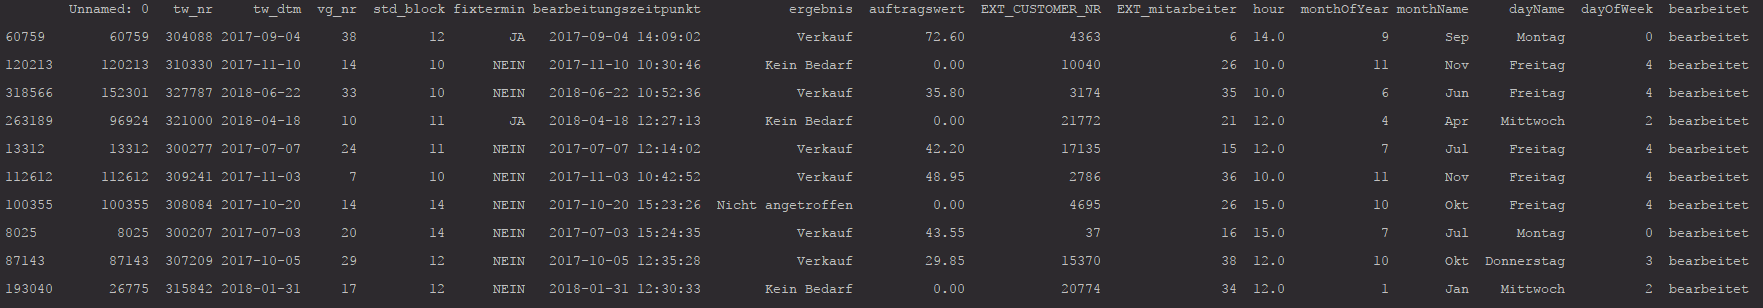 Unnamed: 0 tw_nr tw_dtm vg_nr std_block fixtermin bearbeitungszeitpunkt ergebnis auftragswert EXT_CUSTOMER_NR EXT_mitarbeiter hour monthOfYear monthName dayName dayOfWeek bearbeitet
60759 60759 304088 2017-09-04 38 12 JA 2017-09-04 14:09:02 Verkauf 72.60 4363 6 14.0 9 Sep Montag 0 bearbeitet
120213 120213 310330 2017-11-10 14 10 NEIN 2017-11-10 10:30:46 Kein Bedarf 0.00 10040 26 10.0 11 Nov Freitag 4 bearbeitet
318566 152301 327787 2018-06-22 33 10 NEIN 2018-06-22 10:52:36 Verkauf 35.80 3174 35 10.0 6 Jun Freitag 4 bearbeitet
263189 96924 321000 2018-04-18 10 11 JA 2018-04-18 12:27:13 Kein Bedarf 0.00 21772 21 12.0 4 Apr Mittwoch 2 bearbeitet
13312 13312 300277 2017-07-07 24 11 NEIN 2017-07-07 12:14:02 Verkauf 42.20 17135 15 12.0 7 Jul Freitag 4 bearbeitet
112612 112612 309241 2017-11-03 7 10 NEIN 2017-11-03 10:42:52 Verkauf 48.95 2786 36 10.0 11 Nov Freitag 4 bearbeitet
100355 100355 308084 2017-10-20 14 14 NEIN 2017-10-20 15:23:26 Nicht angetroffen 0.00 4695 26 15.0 10 Okt Freitag 4 bearbeitet
8025 8025 300207 2017-07-03 20 14 NEIN 2017-07-03 15:24:35 Verkauf 43.55 37 16 15.0 7 Jul Montag 0 bearbeitet
87143 87143 307209 2017-10-05 29 12 NEIN 2017-10-05 12:35:28 Verkauf 29.85 15370 38 12.0 10 Okt Donnerstag 3 bearbeitet
193040 26775 315842 2018-01-31 17 12 NEIN 2018-01-31 12:30:33 Kein Bedarf 0.00 20774 34 12.0 1 Jan Mittwoch 2 bearbeitet